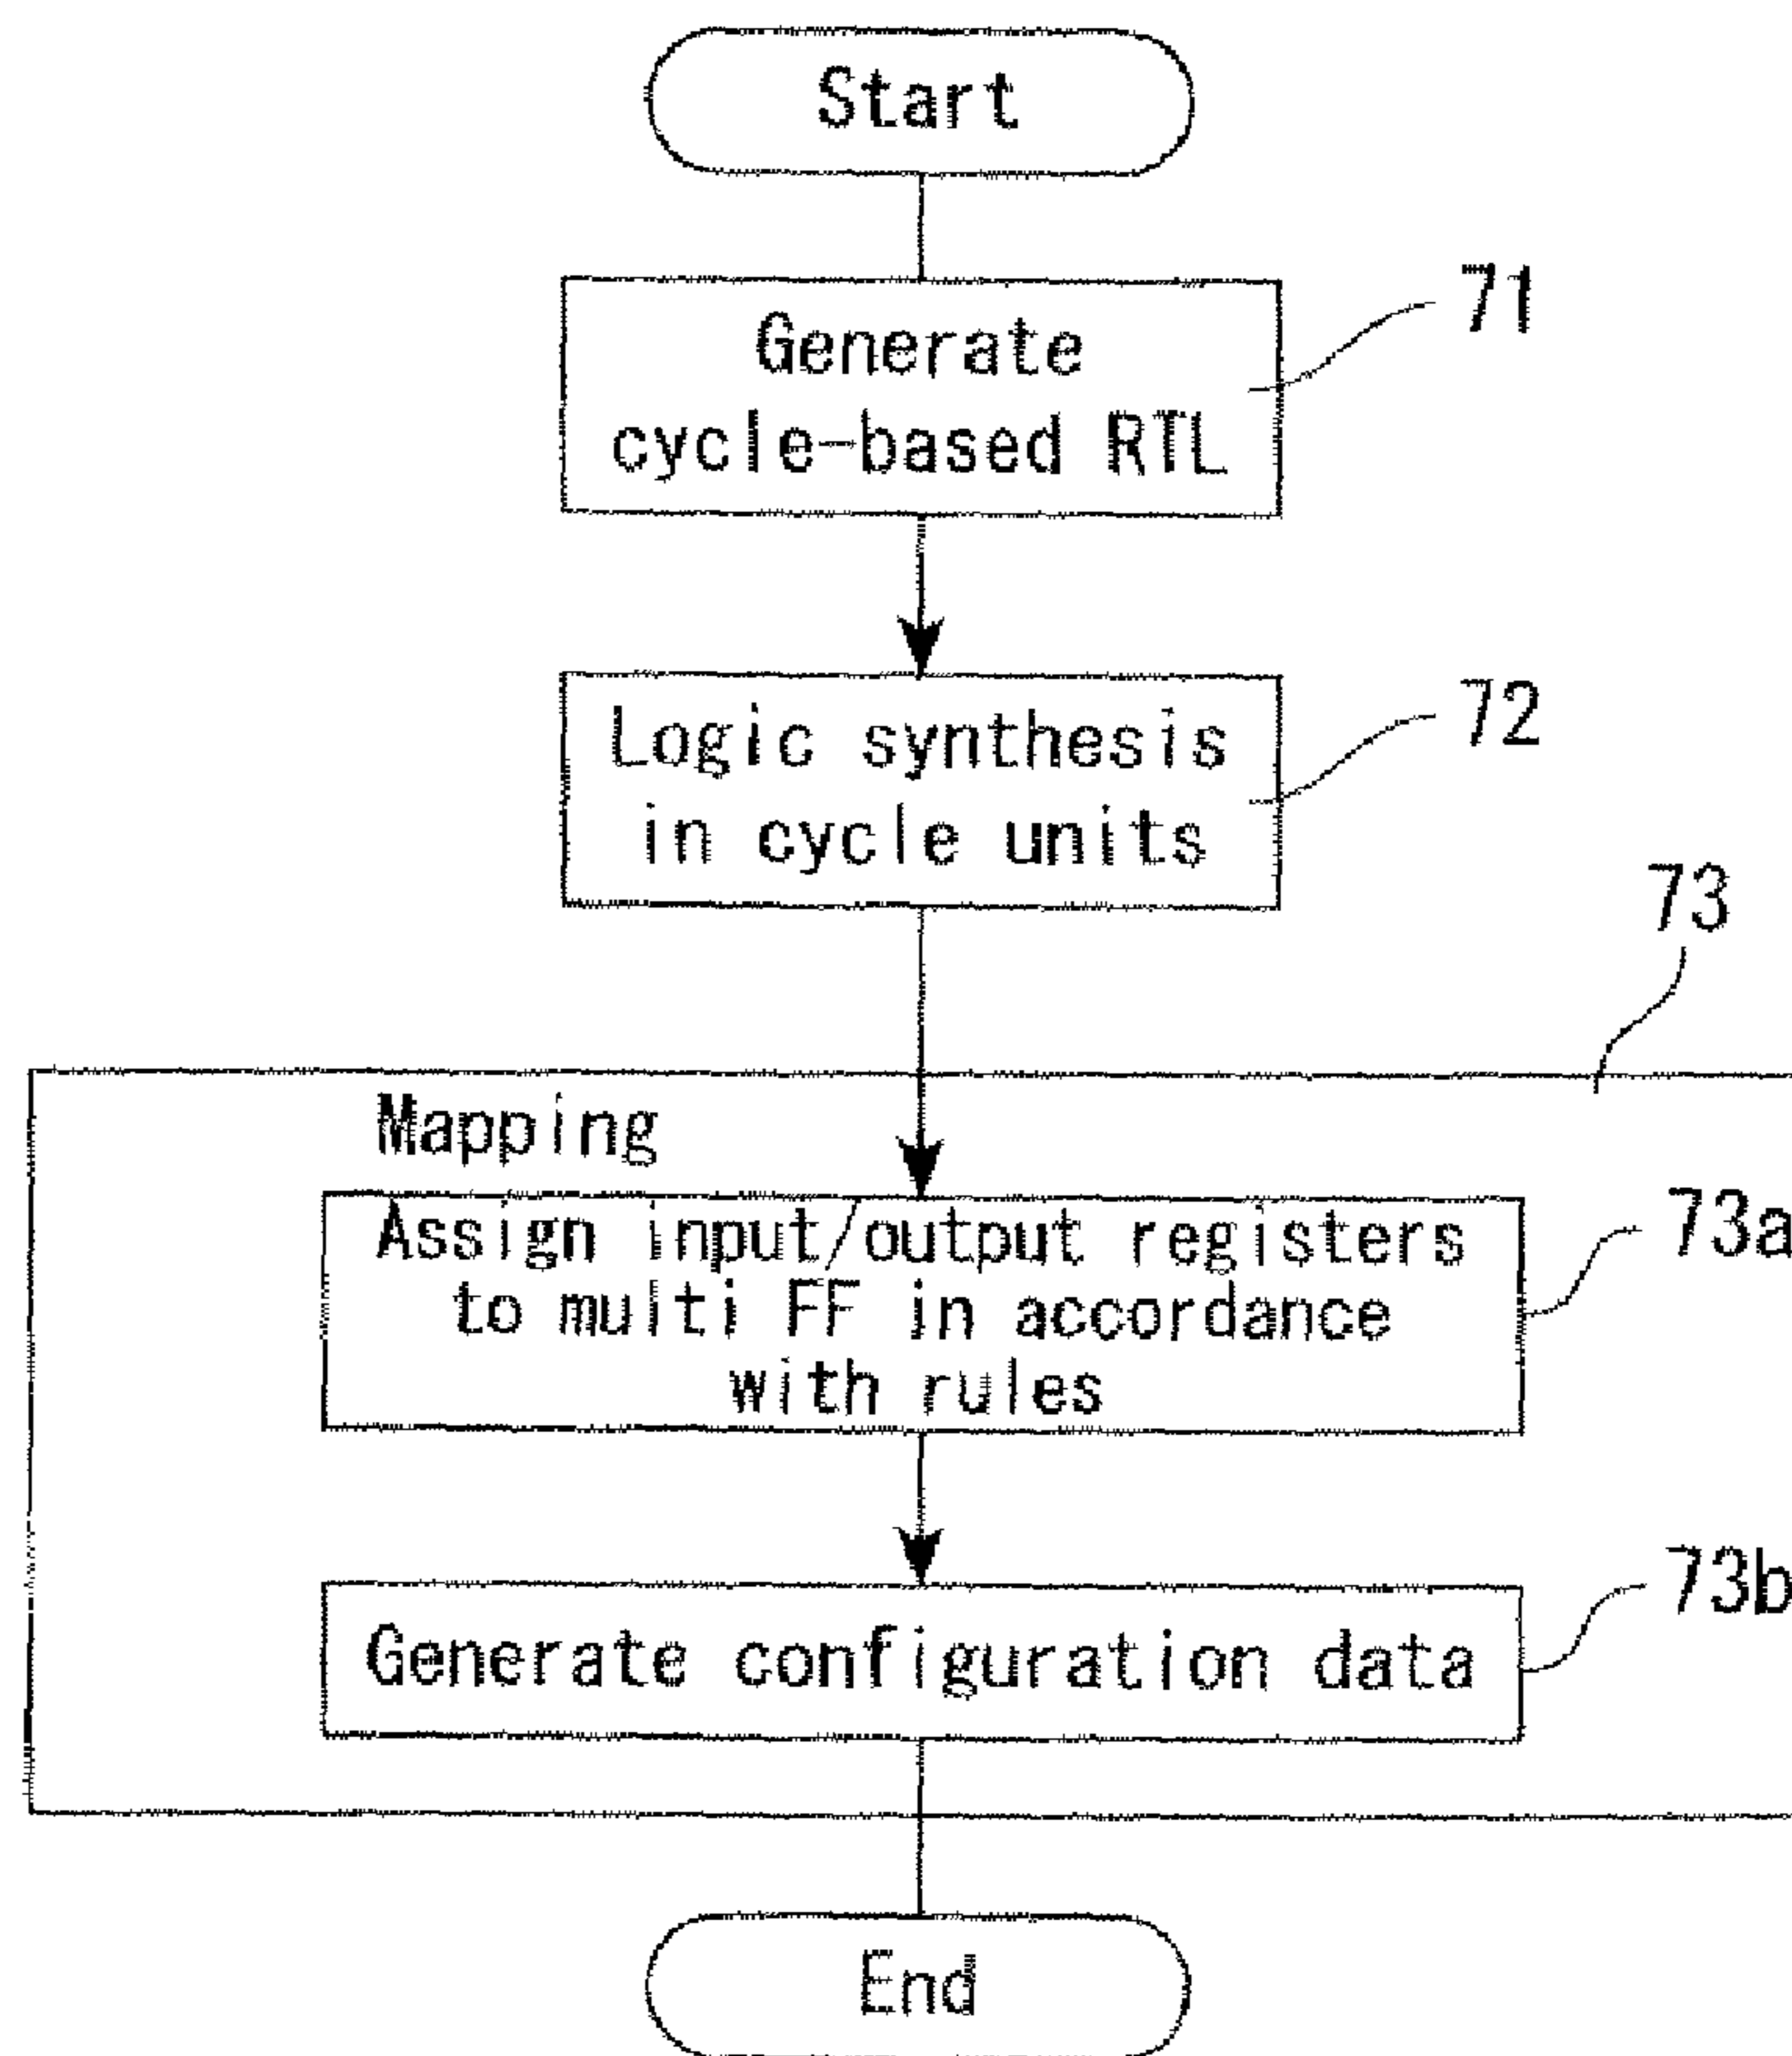 Start
Generate
cycle-based RTL
71
Logic synthesis
in cycle units
72
73
Mapping
Assign input/output registers
to multi FF in accordance
with rules
73a
Generate configuration data
73b
End